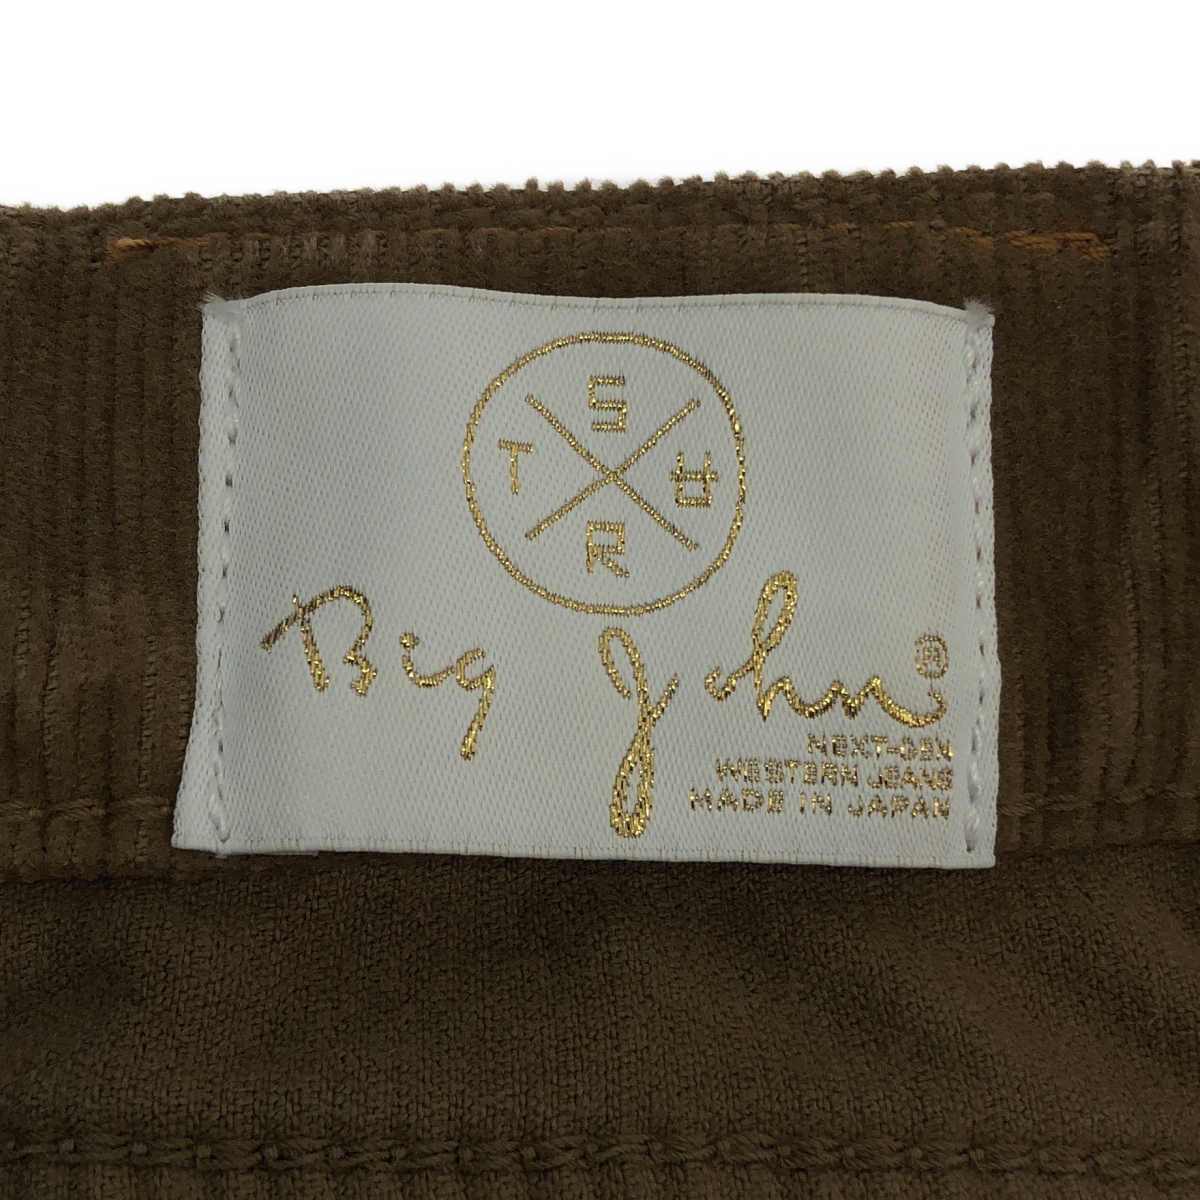 S
T U
R
Big John®
NEXT-GEN
WESTERN JEANS
MADE IN JAPAN